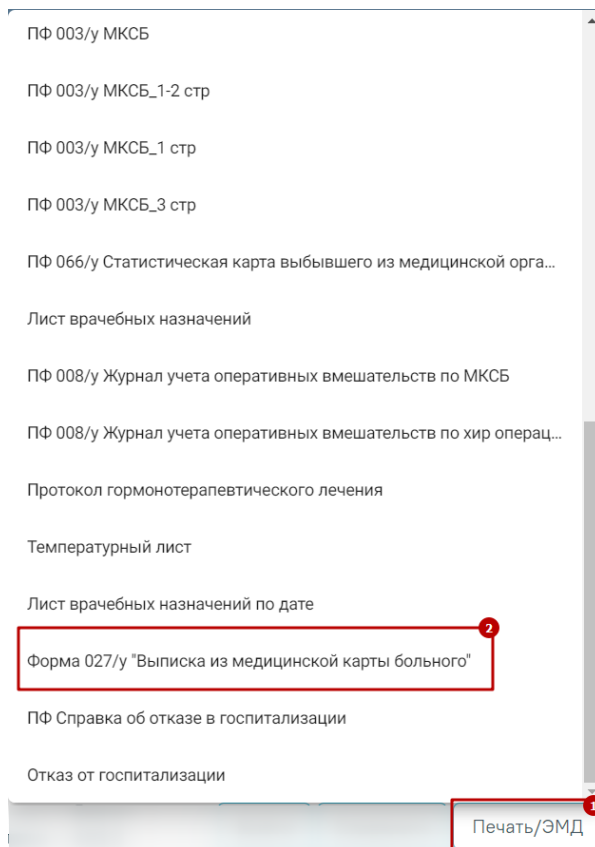 ПФ 003/у МКСБ
ПФ 003/у МКСБ_1-2 стр
ПФ 003/у МКСБ_1 стр
ПФ 003/у МКСБ_3 стр
ПФ 066/у Статистическая карта выбывшего из медицинской орга...
Лист врачебных назначений
ПФ 008/у Журнал учета оперативных вмешательств по МКСБ
ПФ 008/у Журнал учета оперативных вмешательств по хир операц...
Протокол гормонотерапевтического лечения
Температурный лист
Лист врачебных назначений по дате
2
Форма 027/у "Выписка из медицинской карты больного"
ПФ Справка об отказе в госпитализации
Отказ от госпитализации
1
Печать/ЭМД